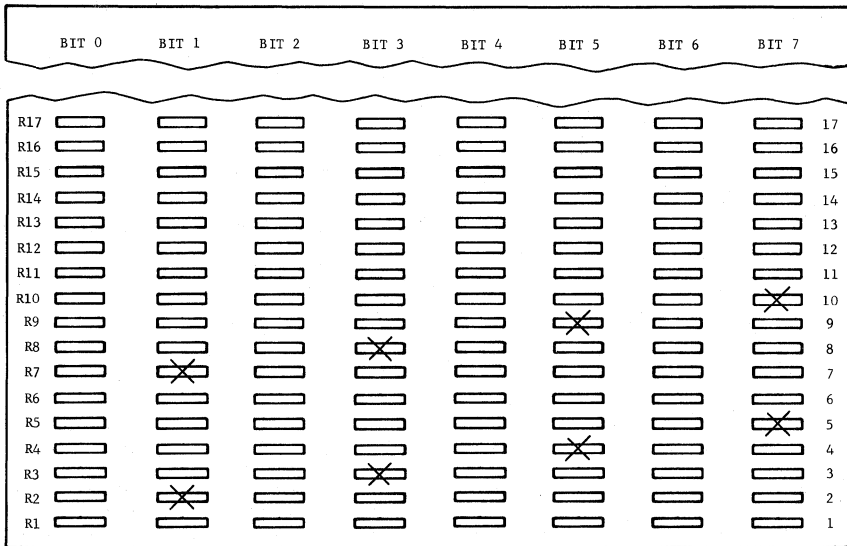 BIT 0 BIT 1 BIT 2 BIT 3 BIT 4 BIT 5 BIT 6 BIT 7
R17 17
R16 16
R15 15
R14 14
R13 13
R12 12
R11 11
R10 10
R9 9
R8 8
R7 7
R6 6
R5 5
R4 4
R3 3
R2 2
R1 1